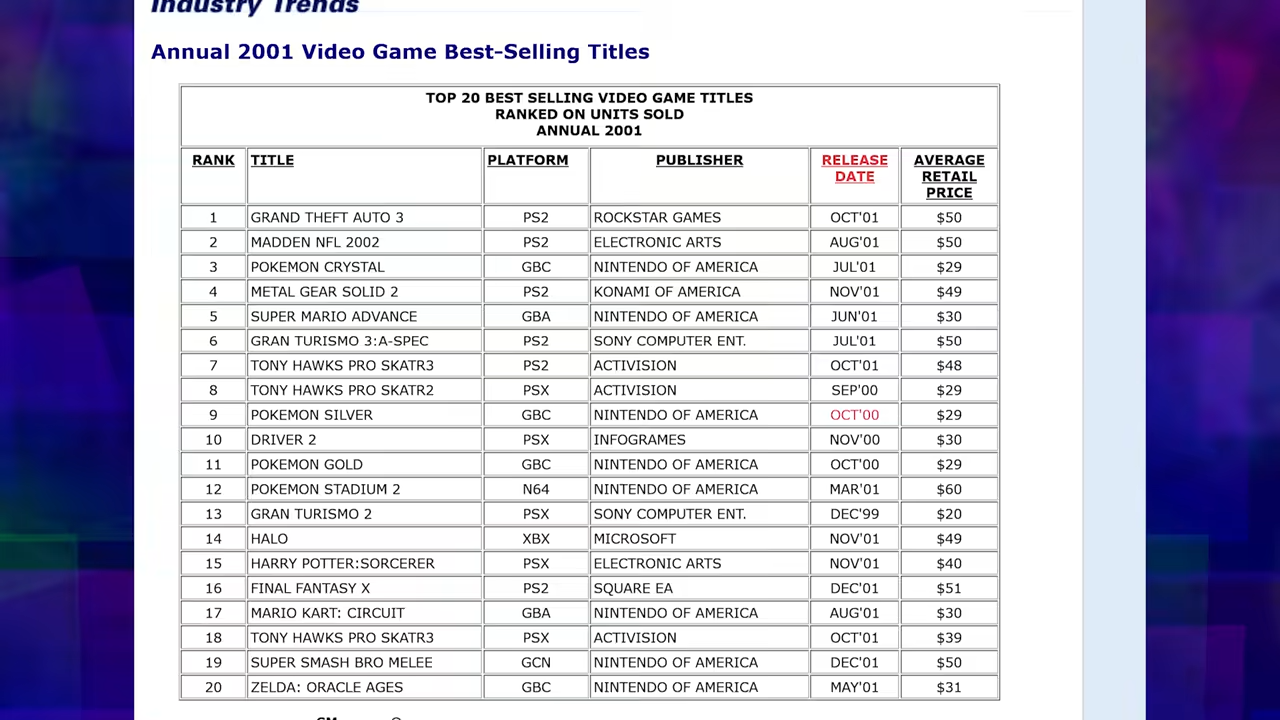 Industry Trends
Annual 2001 Video Game Best-Selling Titles
TOP 20 BEST SELLING VIDEO GAME TITLES
RANKED ON UNITS SOLD
ANNUAL 2001
RANK TITLE PLATFORM PUBLISHER RELEASE DATE AVERAGE RETAIL PRICE
1 GRAND THEFT AUTO 3 PS2 ROCKSTAR GAMES OCT'01 $50
2 MADDEN NFL 2002 PS2 ELECTRONIC ARTS AUG'01 $50
3 POKEMON CRYSTAL GBC NINTENDO OF AMERICA JUL'01 $29
4 METAL GEAR SOLID 2 PS2 KONAMI OF AMERICA NOV'01 $49
5 SUPER MARIO ADVANCE GBA NINTENDO OF AMERICA JUN'01 $30
6 GRAN TURISMO 3:A-SPEC PS2 SONY COMPUTER ENT. JUL'01 $50
7 TONY HAWKS PRO SKATR3 PS2 ACTIVISION OCT'01 $48
8 TONY HAWKS PRO SKATR2 PSX ACTIVISION SEP'00 $29
9 POKEMON SILVER GBC NINTENDO OF AMERICA OCT'00 $29
10 DRIVER 2 PSX INFOGRAMES NOV'00 $30
11 POKEMON GOLD GBC NINTENDO OF AMERICA OCT'00 $29
12 POKEMON STADIUM 2 N64 NINTENDO OF AMERICA MAR'01 $60
13 GRAN TURISMO 2 PSX SONY COMPUTER ENT. DEC'99 $20
14 HALO XBX MICROSOFT NOV'01 $49
15 HARRY POTTER:SORCERER PSX ELECTRONIC ARTS NOV'01 $40
16 FINAL FANTASY X PS2 SQUARE EA DEC'01 $51
17 MARIO KART: CIRCUIT GBA NINTENDO OF AMERICA AUG'01 $30
18 TONY HAWKS PRO SKATR3 PSX ACTIVISION OCT'01 $39
19 SUPER SMASH BRO MELEE GCN NINTENDO OF AMERICA DEC'01 $50
20 ZELDA: ORACLE AGES GBC NINTENDO OF AMERICA MAY'01 $31